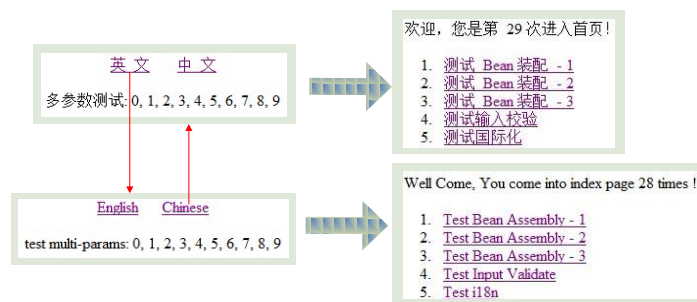 英 文 中 文
多参数测试: 0, 1, 2, 3, 4, 5, 6, 7, 8, 9
欢迎，您是第 29 次进入首页！
1. 测试 Bean 装配 - 1
2. 测试 Bean 装配 - 2
3. 测试 Bean 装配 - 3
4. 测试输入校验
5. 测试国际化
English Chinese
test multi-params: 0, 1, 2, 3, 4, 5, 6, 7, 8, 9
Well Come, You come into index page 28 times !
1. Test Bean Assembly - 1
2. Test Bean Assembly - 2
3. Test Bean Assembly - 3
4. Test Input Validate
5. Test i18n